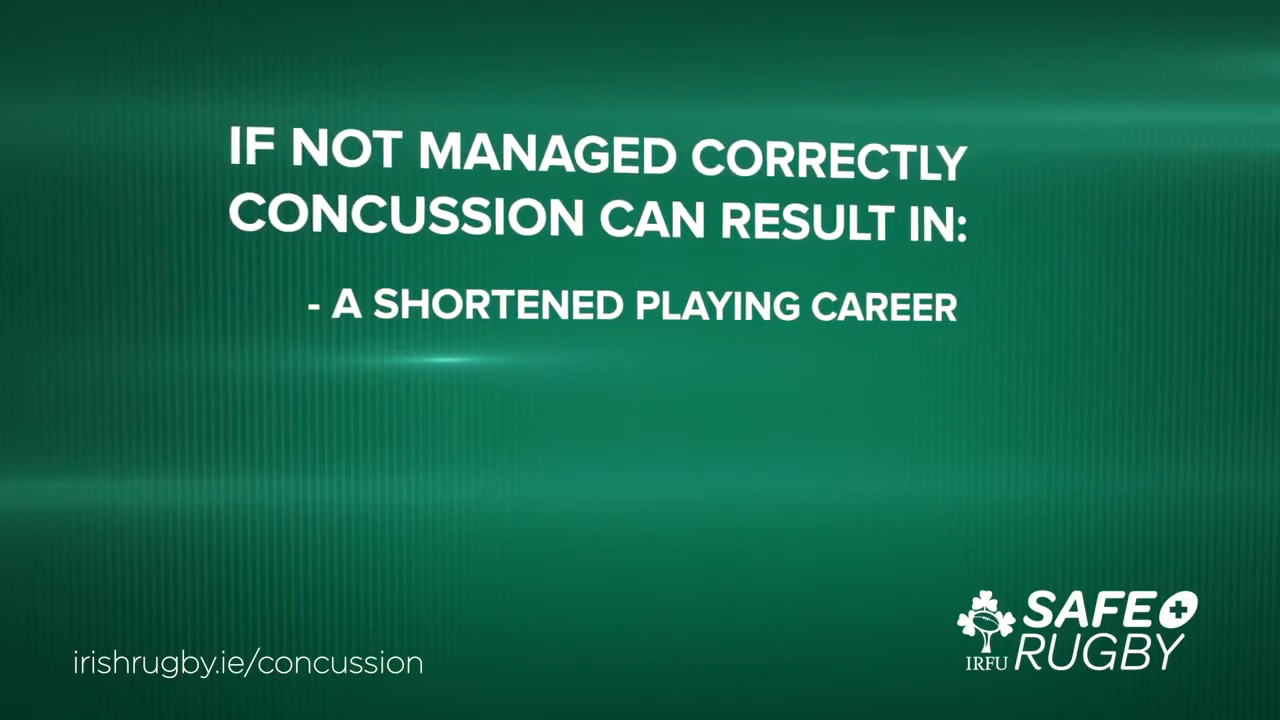 IF NOT MANAGED CORRECTLY
CONCUSSION CAN RESULT IN:
- A SHORTENED PLAYING CAREER
irishrugby.ie/concussion
IRFU
SAFE
RUGBY